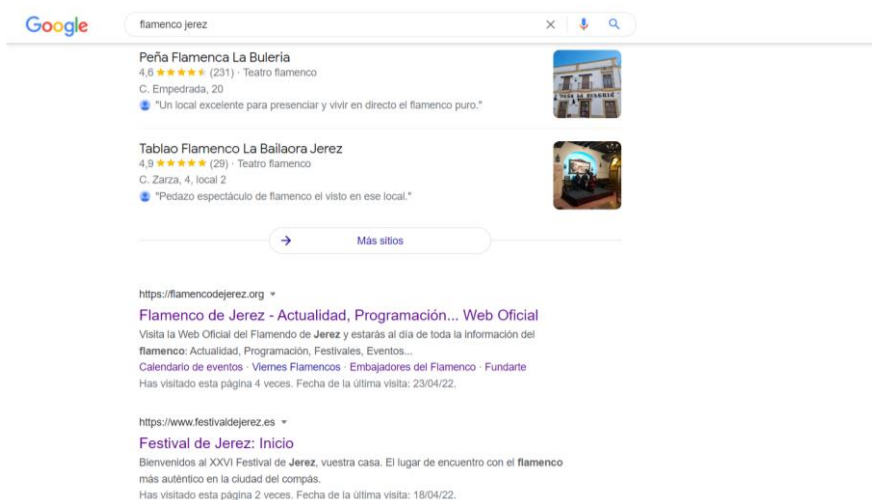 Google
flamenco jerez
Peña Flamenca La Buleria
4,6 (231) · Teatro flamenco
C. Empedrada, 20
"Un local excelente para presenciar y vivir en directo el flamenco puro."
PEÑA LA BULERIA
Tablao Flamenco La Bailaora Jerez
4,9 (29) · Teatro flamenco
C. Zarza, 4, local 2
"Pedazo espectáculo de flamenco el visto en ese local."
Más sitios
https://flamencodejerez.org
Flamenco de Jerez - Actualidad, Programación... Web Oficial
Visita la Web Oficial del Flamendo de Jerez y estarás al día de toda la información del
flamenco: Actualidad, Programación, Festivales, Eventos...
Calendario de eventos · Viernes Flamencos · Embajadores del Flamenco · Fundarte
Has visitado esta página 4 veces. Fecha de la última visita: 23/04/22.
https://www.festivaldejerez.es
Festival de Jerez: Inicio
Bienvenidos al XXVI Festival de Jerez, vuestra casa. El lugar de encuentro con el flamenco
más auténtico en la ciudad del compás.
Has visitado esta página 2 veces. Fecha de la última visita: 18/04/22.